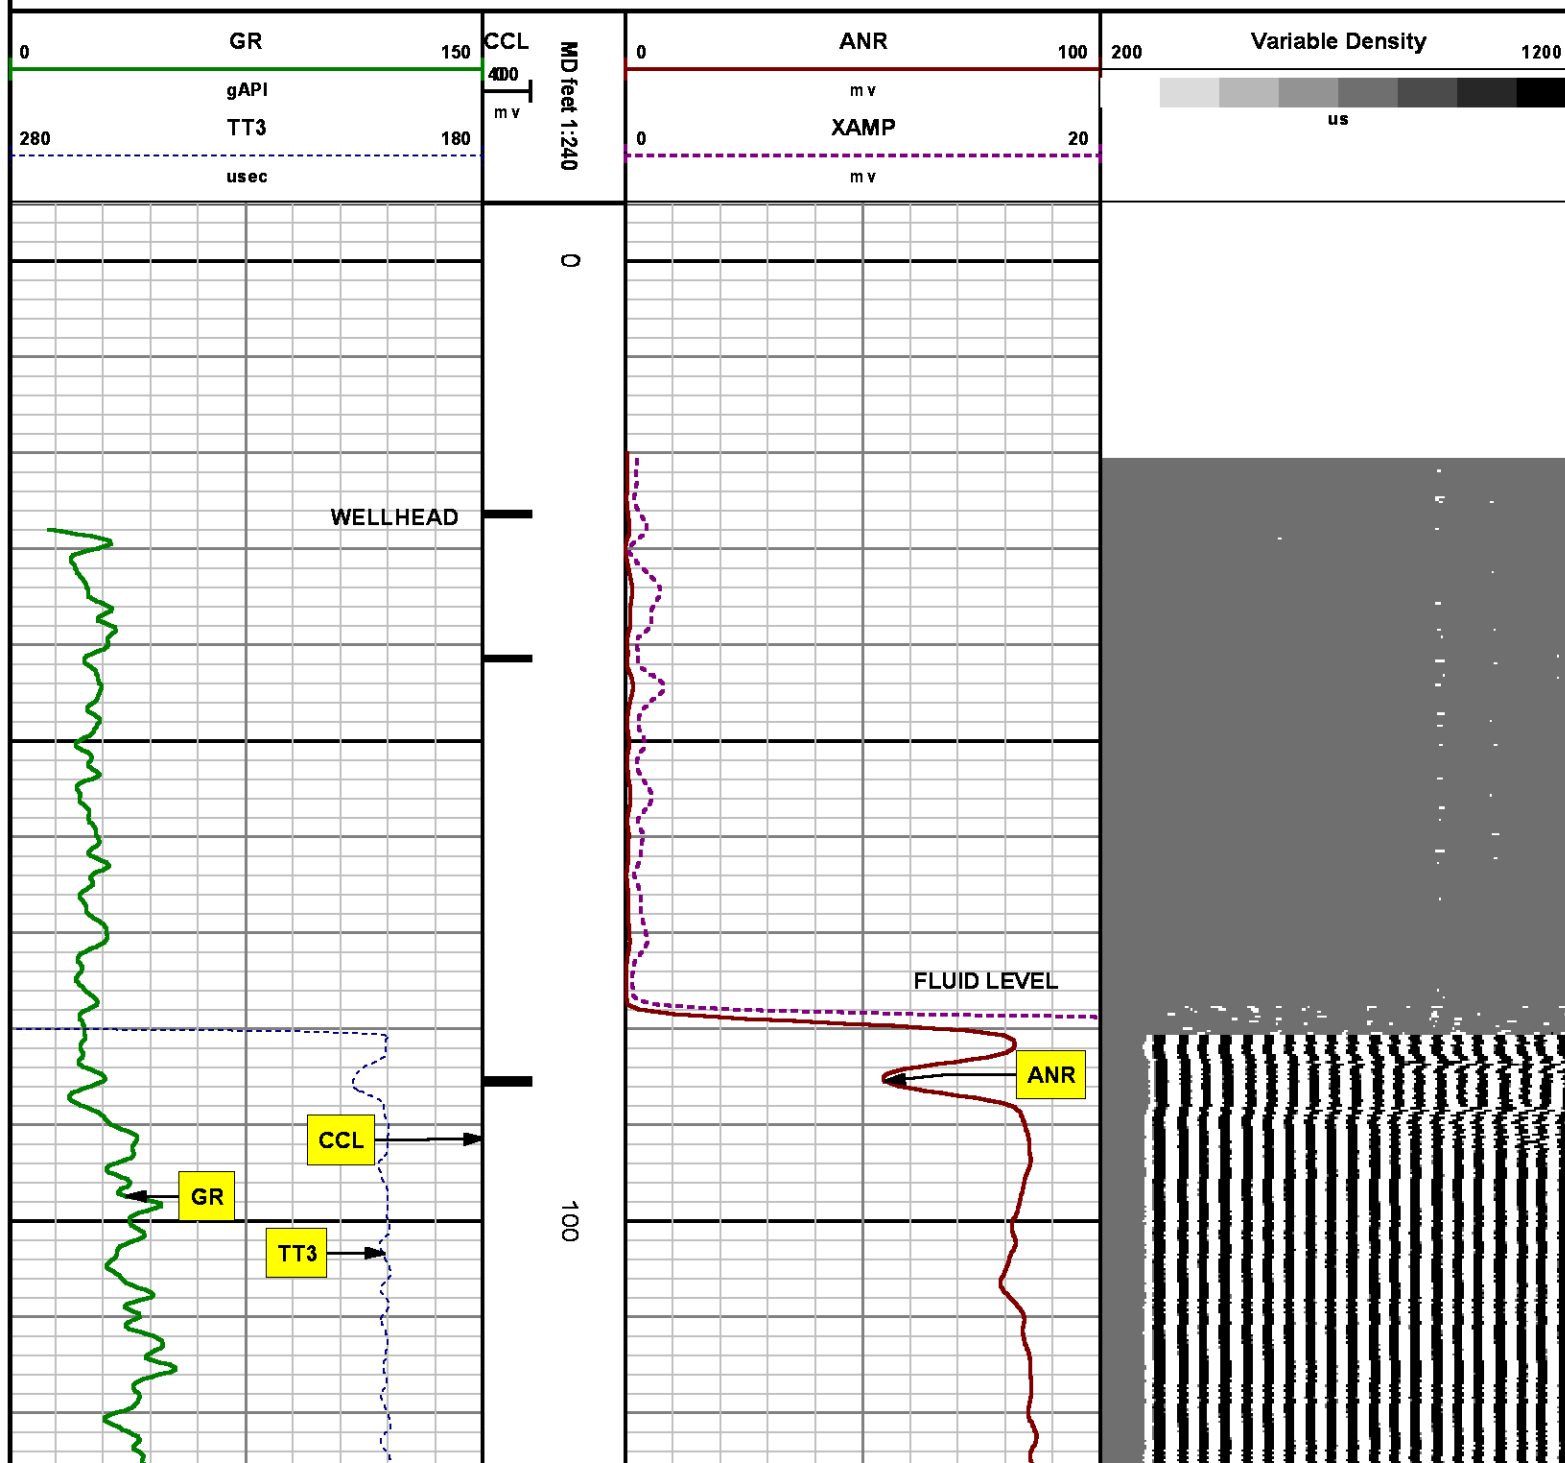 GR
0 150
gAPI
TT3
280 180
usec
CCL
mv
MD feet 1:240
ANR
0 100
mv
XAMP
0 20
mv
Variable Density
200 1200
us
0
WELLHEAD
FLUID LEVEL
ANR
CCL
GR
100
TT3